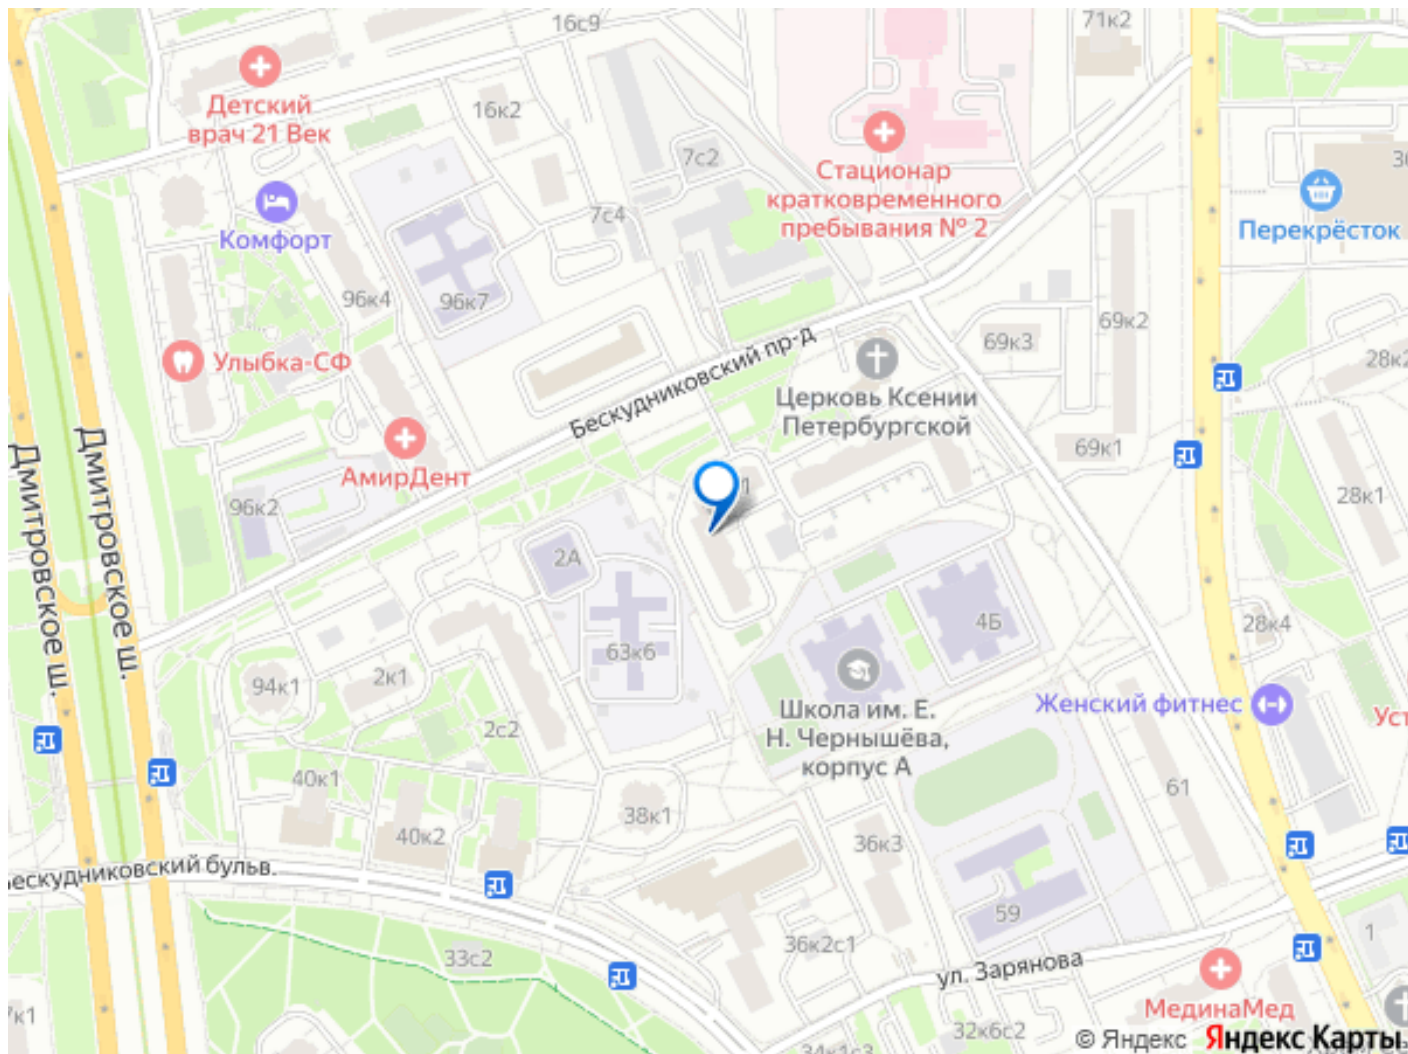 16с9
71к2
Детский
врач 21 Век
16к2
7с2
Стационар
кратковременного
пребывания № 2
7с4
Комфорт
Перекрёсток
96к4
96к7
69к2
69к3
Улыбка-СФ
Бескудниковский пр-д
28к2
Церковь Ксении
Петербургской
69к1
АмирДент
96к2
28к1
Дмитровское ш.
Дмитровское ш.
2А
4Б
28к4
63к6
94к1
2к1
Школа им. Е.
Н. Чернышёва,
корпус А
Женский фитнес
2с2
40к1
61
38к1
40к2
36к3
ескудниковский бульв.
59
36к2с1
33с2
ул. Зарянова
1
МединаМед
7к1
32к6с2
34к1с3
© Яндекс Яндекс Карты